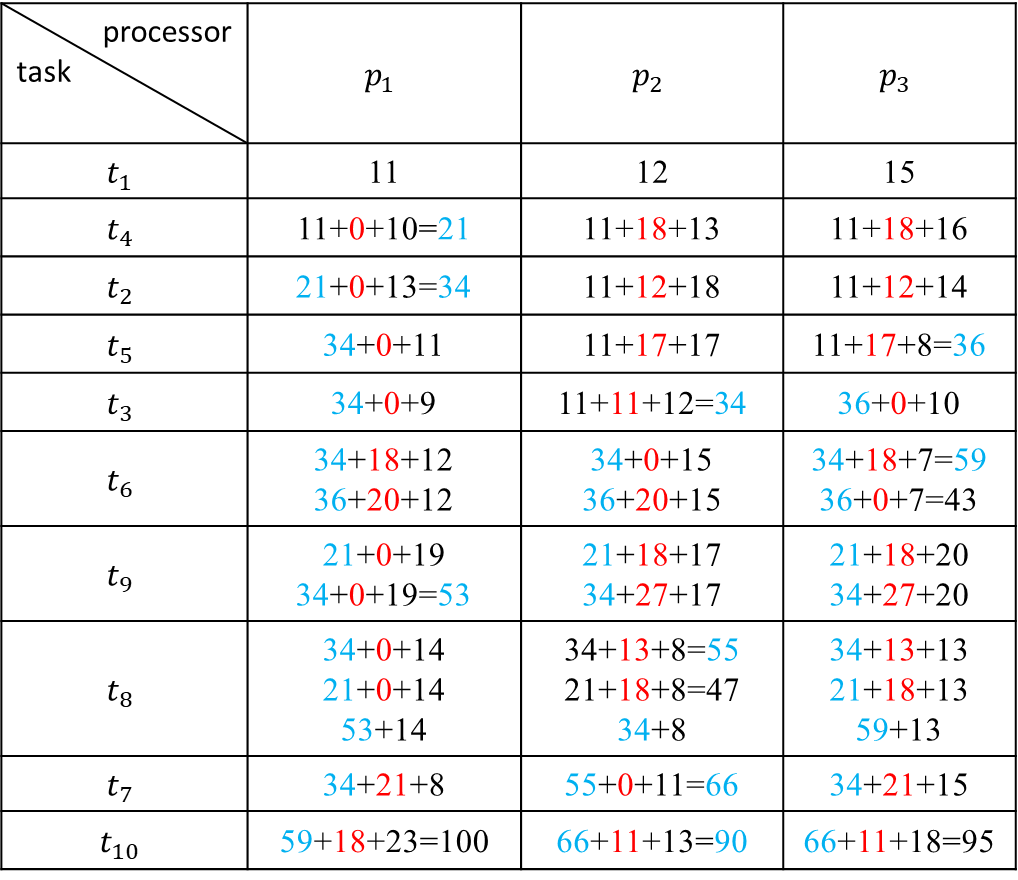 processor
task
p₁ p₂ p₃
t₁ 11 12 15
t₄ 11+0+10=21 11+18+13 11+18+16
t₂ 21+0+13=34 11+12+18 11+12+14
t₅ 34+0+11 11+17+17 11+17+8=36
t₃ 34+0+9 11+11+12=34 36+0+10
t₆
34+18+12 34+0+15 34+18+7=59
36+20+12 36+20+15 36+0+7=43
t₉
21+0+19 21+18+17 21+18+20
34+0+19=53 34+27+17 34+27+20
34+0+14 34+13+8=55 34+13+13
t₈ 21+0+14 21+18+8=47 21+18+13
53+14 34+8 59+13
t₇ 34+21+8 55+0+11=66 34+21+15
t₁₀ 59+18+23=100 66+11+13=90 66+11+18=95